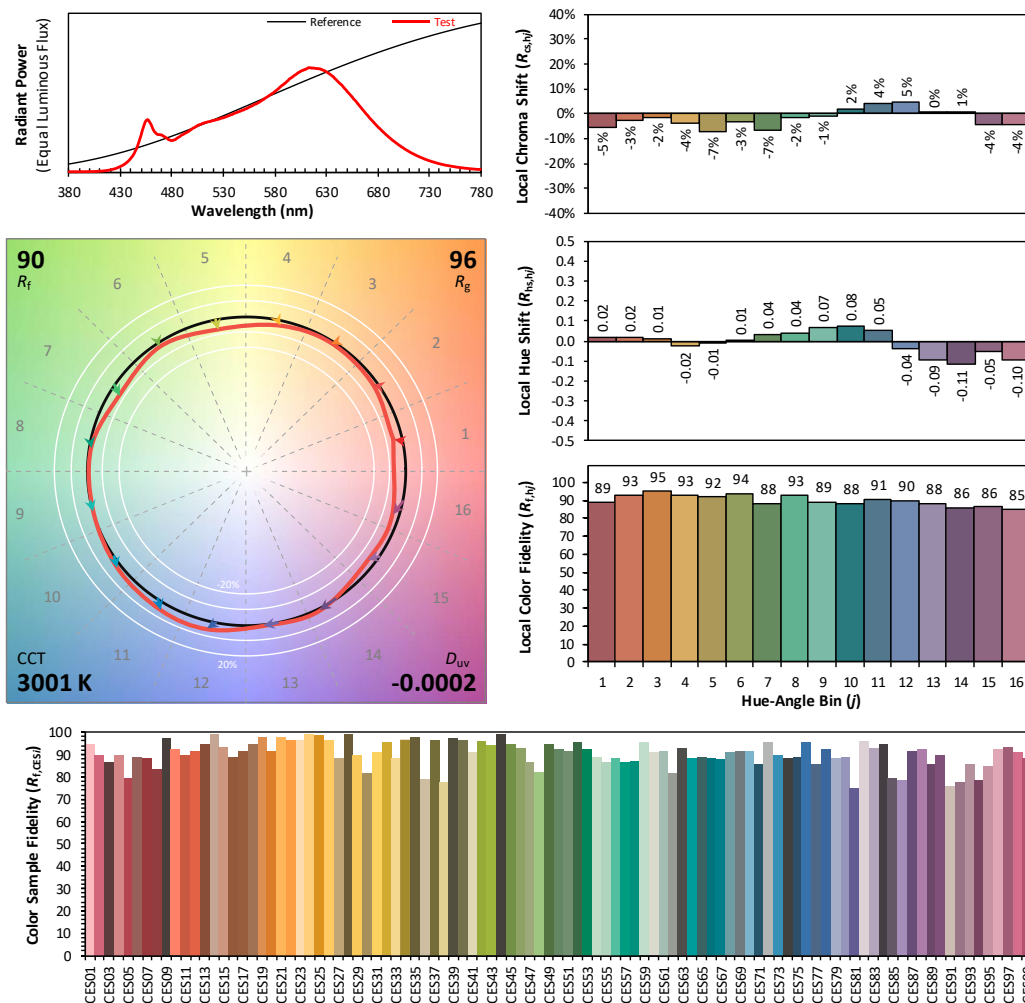 Radiant Power
(Equal Luminous Flux)
Reference
Test
380 430 480 530 580 630 680 730 780
Wavelength (nm)
Local Chroma Shift (Rcs,hj)
40%
30%
20%
10%
0%
-10%
-20%
-30%
-40%
-5% -3% -2% -4% -7% -3% -7% -2% -1% 2% 4% 5% 0% 1% -4% -4%
90
Rf
96
Rg
5 4
6 3
7 2
8 1
9 16
10 15
11 14
12 13
-20%
20%
CCT
3001 K
Duv
-0.0002
Local Hue Shift (Rhs,hj)
0.5
0.4
0.3
0.2
0.1
0.0
-0.1
-0.2
-0.3
-0.4
-0.5
0.02 0.02 0.01 -0.02 -0.01 0.01 0.04 0.04 0.07 0.08 0.05 -0.04 -0.09 -0.11 -0.05 -0.10
Local Color Fidelity (Rf,hj)
100
90
80
70
60
50
40
30
20
10
0
89 93 95 93 92 94 88 93 89 88 91 90 88 86 86 85
1 2 3 4 5 6 7 8 9 10 11 12 13 14 15 16
Hue-Angle Bin (j)
Color Sample Fidelity (Rf,CESi)
100
90
80
70
60
50
40
30
20
10
0
CES01 CES03 CES05 CES07 CES09 CES11 CES13 CES15 CES17 CES19 CES21 CES23 CES25 CES27 CES29 CES31 CES33 CES35 CES37 CES39 CES41 CES43 CES45 CES47 CES49 CES51 CES53 CES55 CES57 CES59 CES61 CES63 CES65 CES67 CES69 CES71 CES73 CES75 CES77 CES79 CES81 CES83 CES85 CES87 CES89 CES91 CES93 CES95 CES97